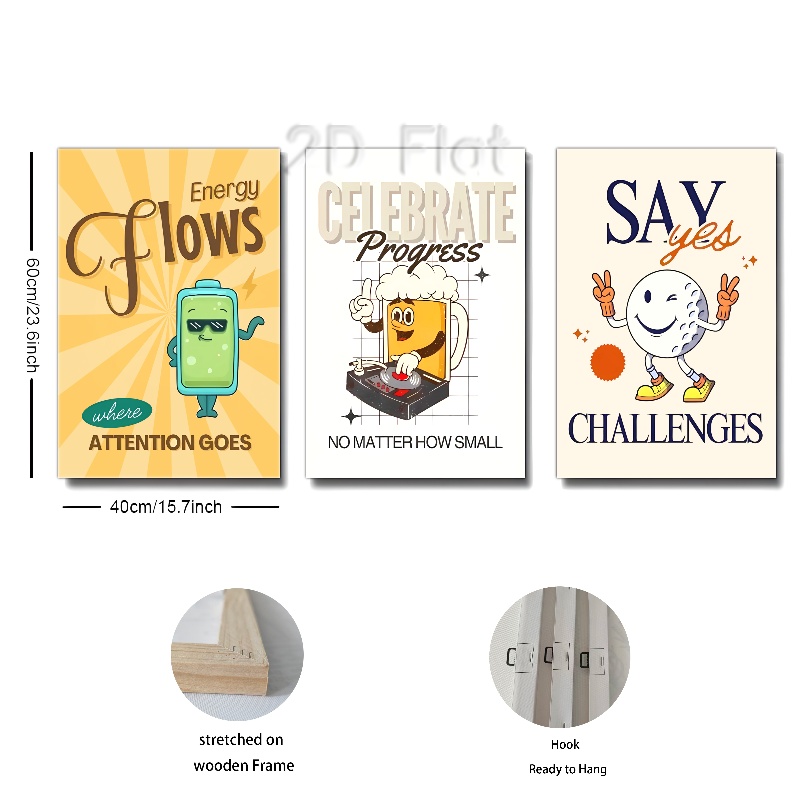 2D Flat
Energy
Flows
where
ATTENTION GOES
CELEBRATE
Progress
NO MATTER HOW SMALL
SAY
yes
CHALLENGES
60cm/23.6inch
40cm/15.7inch
stretched on
wooden Frame
Hook
Ready to Hang